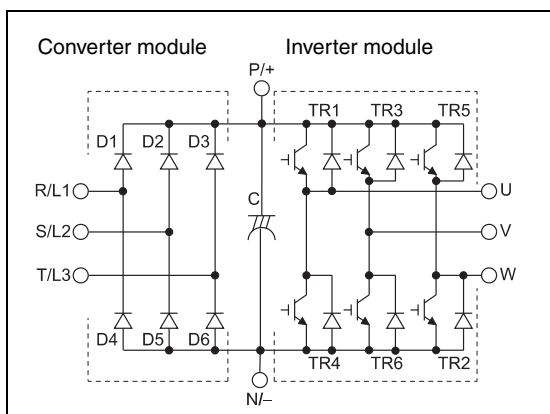 Converter module
Inverter module
P/+
D1 D2 D3
TR1 TR3 TR5
R/L1
C
U
S/L2
V
T/L3
W
D4 D5 D6
TR4 TR6 TR2
N/−